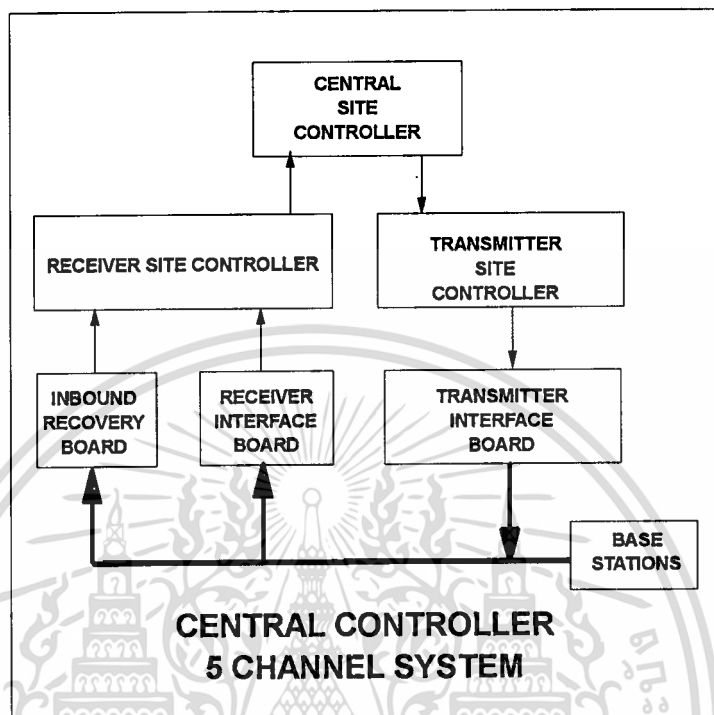 CENTRAL
SITE
CONTROLLER
RECEIVER SITE CONTROLLER
TRANSMITTER
SITE
CONTROLLER
INBOUND
RECOVERY
BOARD
RECEIVER
INTERFACE
BOARD
TRANSMITTER
INTERFACE
BOARD
BASE
STATIONS
CENTRAL CONTROLLER
5 CHANNEL SYSTEM